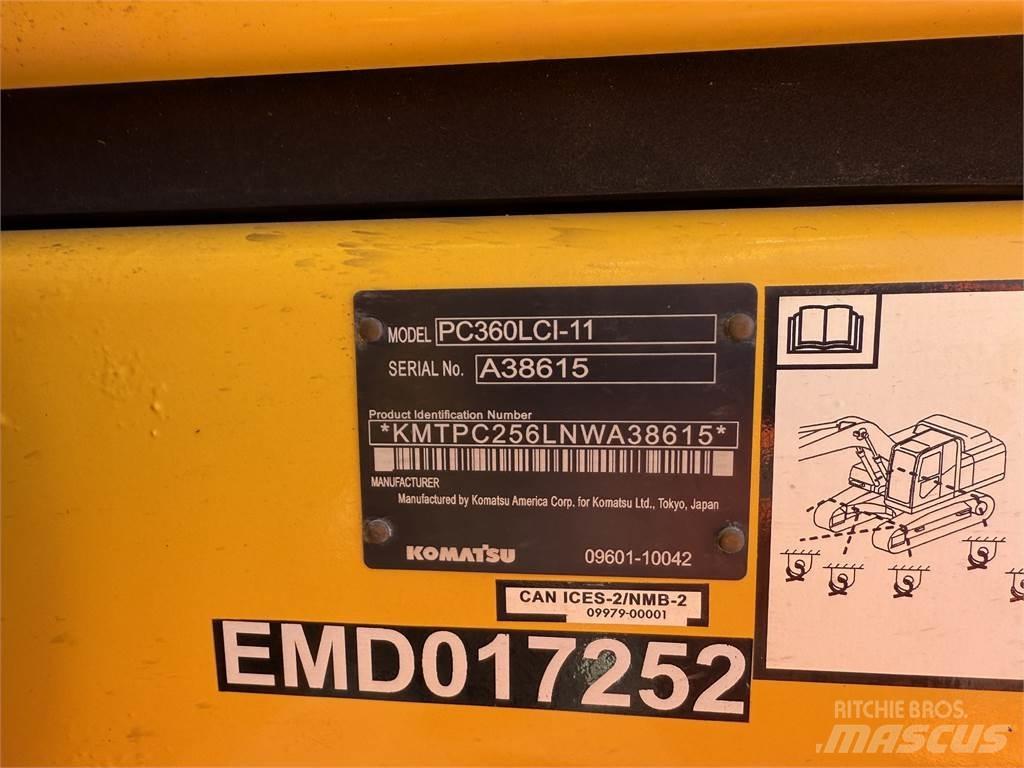 MODEL PC360LCI-11
SERIAL No. A38615
Product Identification Number
*KMTPC256LNWA38615*
MANUFACTURER
Manufactured by Komatsu America Corp. for Komatsu Ltd., Tokyo, Japan
KOMATSU 09601-10042
CAN ICES-2/NMB-2
09979-00001
EMD017252
RITCHIE BROS.
MASCUS